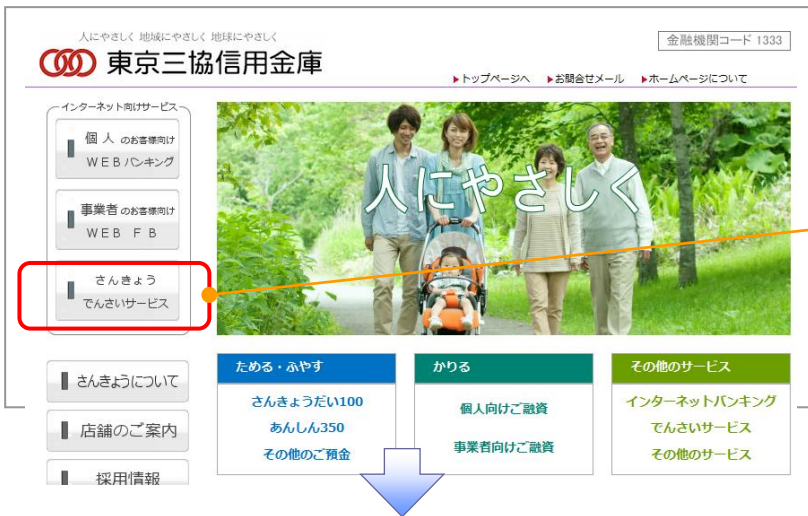 人にやさしく 地域にやさしく 地球にやさしく
東京三協信用金庫
金融機関コード 1333
▶トップページへ ▶お問合せメール ▶ホームページについて
インターネット向けサービス
個人 のお客様向け
WEBバンキング
事業者 のお客様向け
WEB FB
さんきょう
でんさいサービス
人にやさしく
さんきょうについて
店舗のご案内
採用情報
ためる・ふやす
さんきょうだい100
あんしん350
その他のご預金
かりる
個人向けご融資
事業者向けご融資
その他のサービス
インターネットバンキング
でんさいサービス
その他のサービス